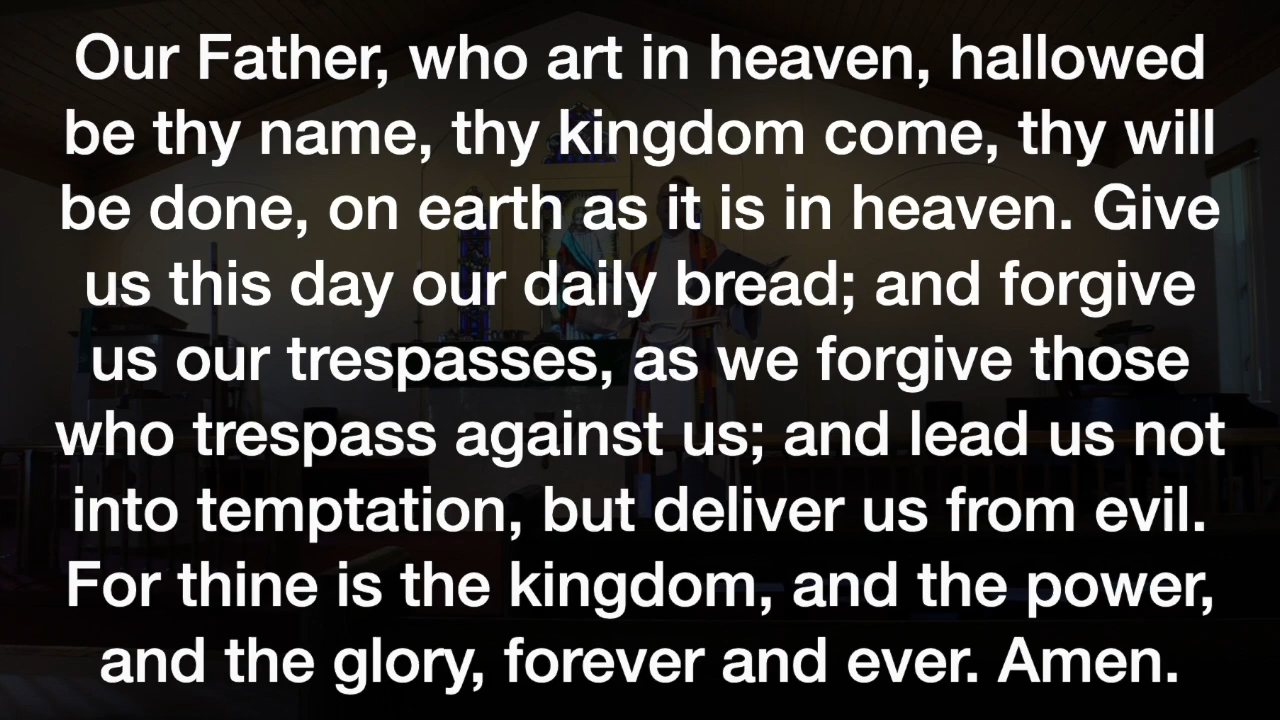 Our Father, who art in heaven, hallowed
be thy name, thy kingdom come, thy will
be done, on earth as it is in heaven. Give
us this day our daily bread; and forgive
us our trespasses, as we forgive those
who trespass against us; and lead us not
into temptation, but deliver us from evil.
For thine is the kingdom, and the power,
and the glory, forever and ever. Amen.